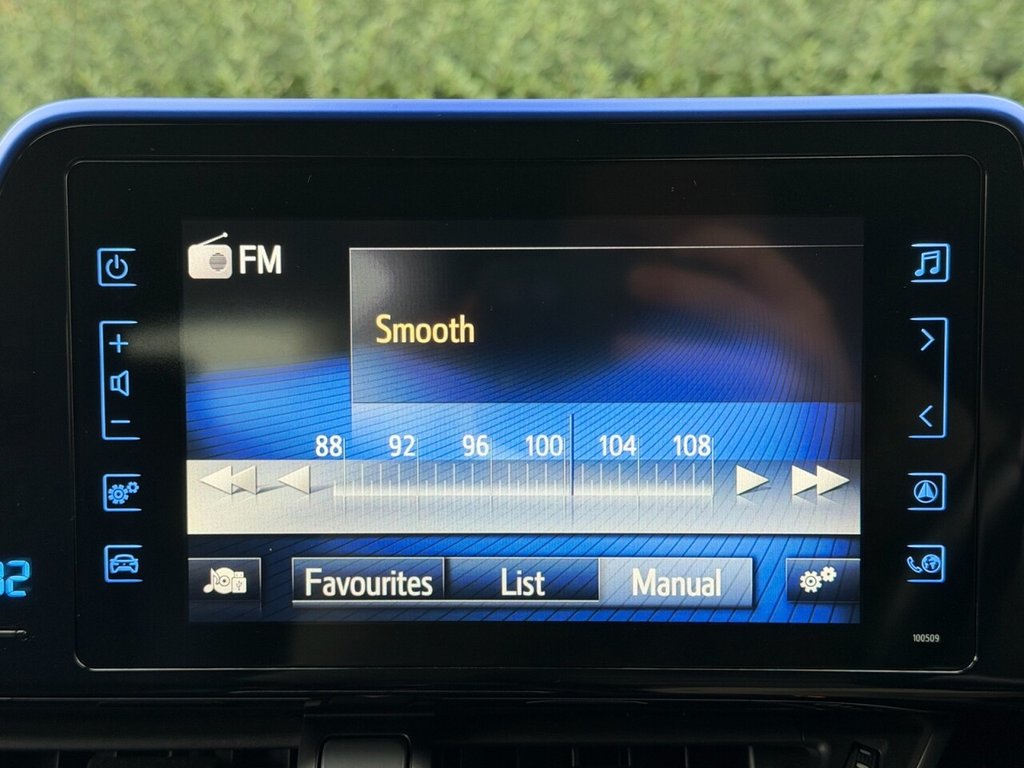 FM
Smooth
88 92 96 100 104 108
Favourites List Manual
100509